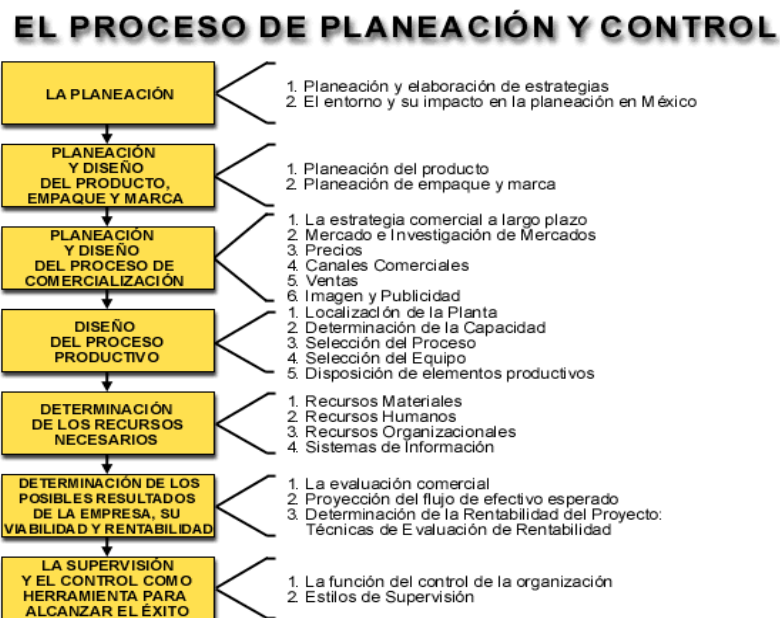 EL PROCESO DE PLANEACIÓN Y CONTROL
LA PLANEACIÓN
1. Planeación y elaboración de estrategias
2. El entorno y su impacto en la planeación en México
PLANEACIÓN
Y DISEÑO
DEL PRODUCTO,
EMPAQUE Y MARCA
1. Planeación del producto
2. Planeación de empaque y marca
PLANEACIÓN
Y DISEÑO
DEL PROCESO DE
COMERCIALIZACIÓN
1. La estrategia comercial a largo plazo
2. Mercado e Investigación de Mercados
3. Precios
4. Canales Comerciales
5. Ventas
6. Imagen y Publicidad
DISEÑO
DEL PROCESO
PRODUCTIVO
1. Localización de la Planta
2. Determinación de la Capacidad
3. Selección del Proceso
4. Selección del Equipo
5. Disposición de elementos productivos
DETERMINACIÓN
DE LOS RECURSOS
NECESARIOS
1. Recursos Materiales
2. Recursos Humanos
3. Recursos Organizacionales
4. Sistemas de Información
DETERMINACIÓN DE LOS
POSIBLES RESULTADOS
DE LA EMPRESA, SU
VIABILIDAD Y RENTABILIDAD
1. La evaluación comercial
2. Proyección del flujo de efectivo esperado
3. Determinación de la Rentabilidad del Proyecto:
Técnicas de Evaluación de Rentabilidad
LA SUPERVISIÓN
Y EL CONTROL COMO
HERRAMIENTA PARA
ALCANZAR EL ÉXITO
1. La función del control de la organización
2. Estilos de Supervisión